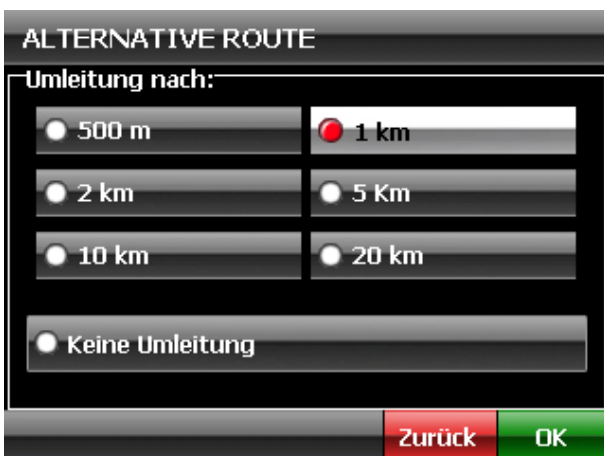 ALTERNATIVE ROUTE
Umleitung nach:
500 m
1 km
2 km
5 Km
10 km
20 km
Keine Umleitung
Zurück
OK